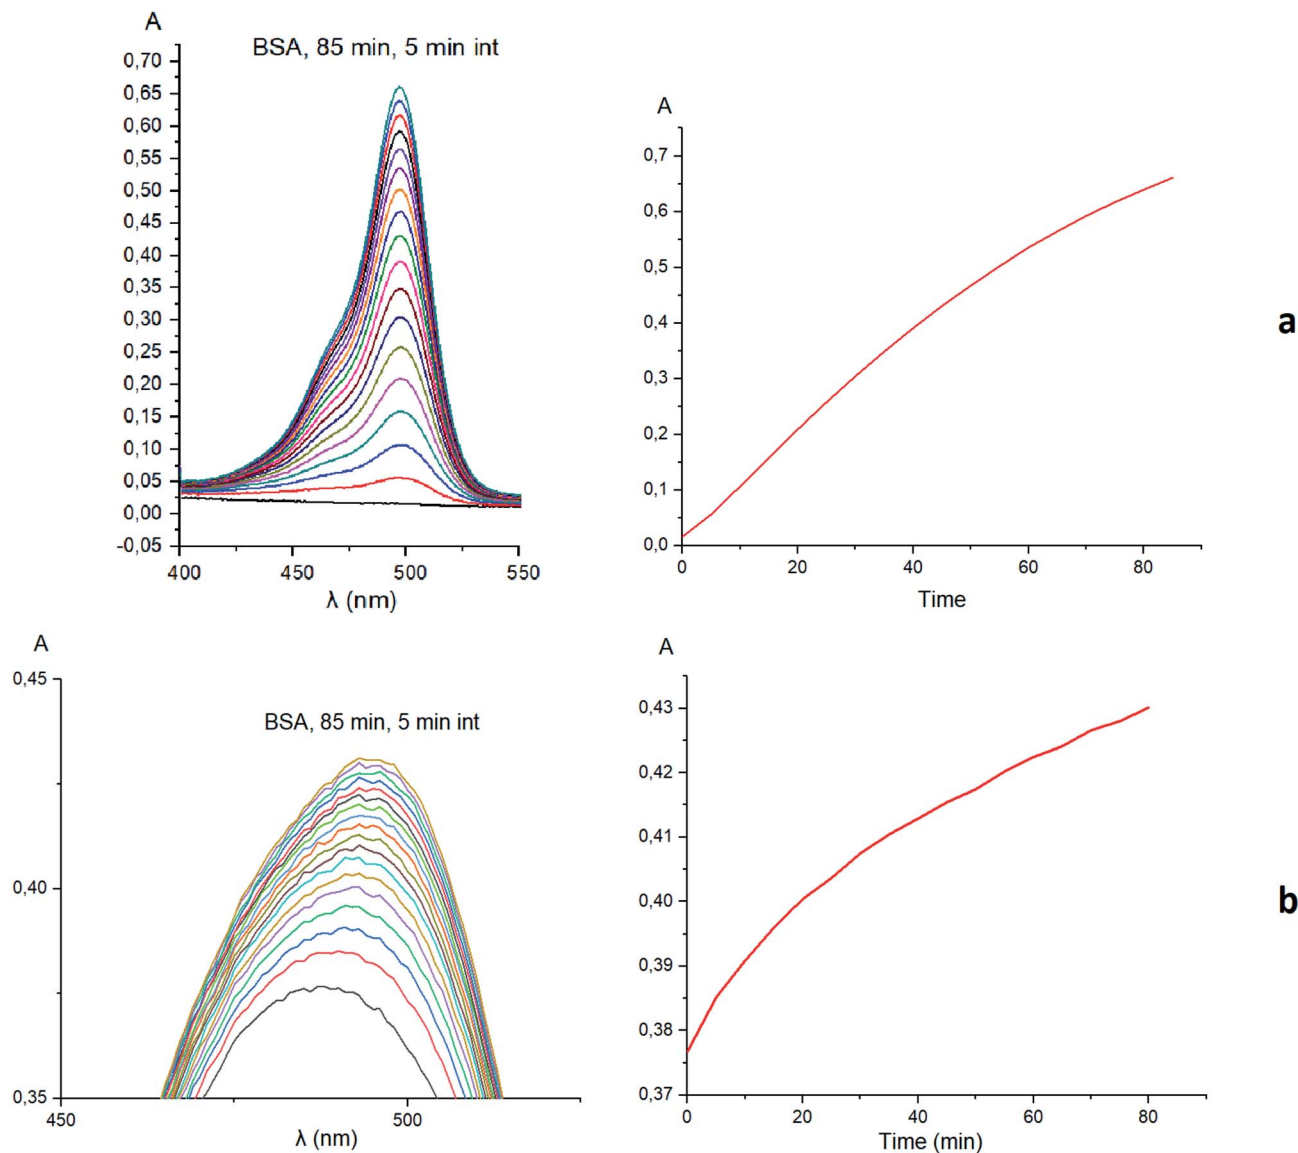 A
BSA, 85 min, 5 min int
0,70
0,65
0,60
0,55
0,50
0,45
0,40
0,35
0,30
0,25
0,20
0,15
0,10
0,05
0,00
-0,05
400 450 500 550
λ (nm)
A
0,7
0,6
0,5
0,4
0,3
0,2
0,1
0,0
0 20 40 60 80
Time
a
A
0,45
BSA, 85 min, 5 min int
0,40
0,35
450 500
λ (nm)
A
0,43
0,42
0,41
0,40
0,39
0,38
0,37
0 20 40 60 80
Time (min)
b